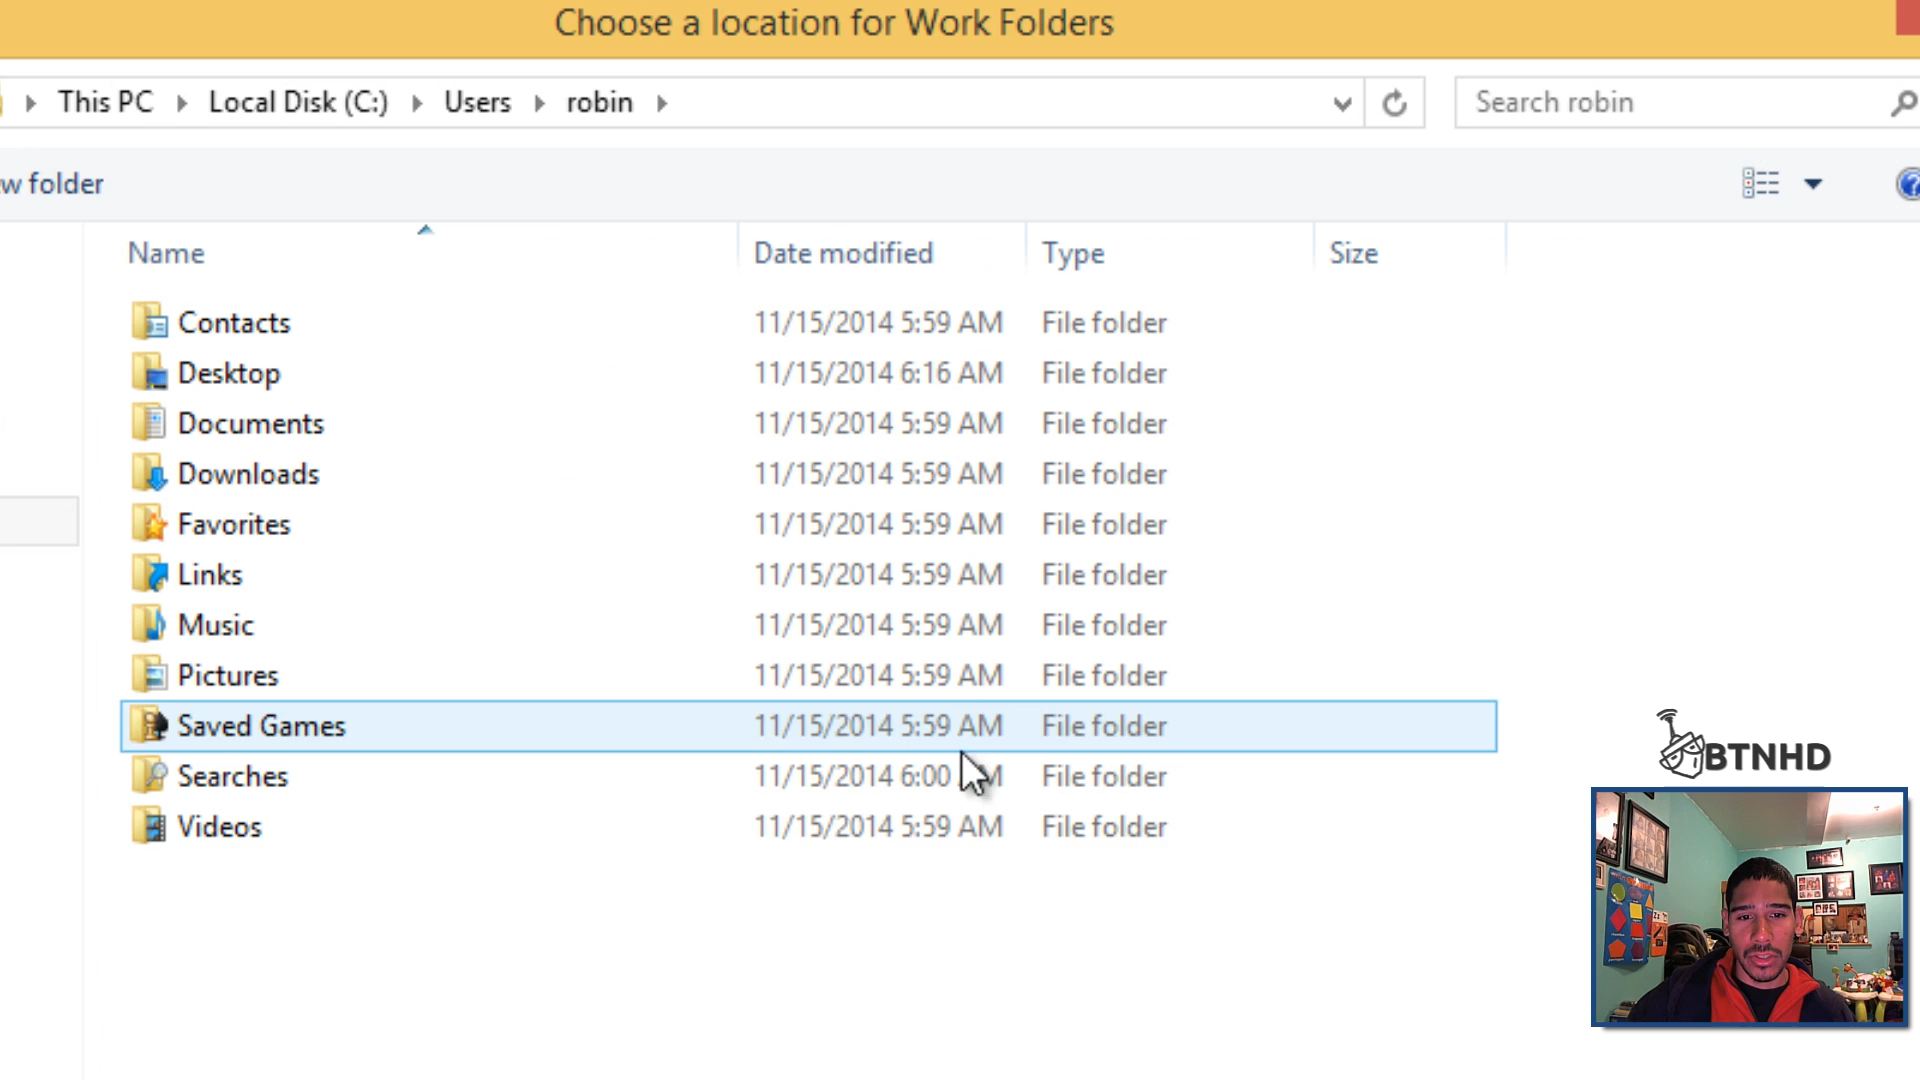 Choose a location for Work Folders
This PC Local Disk (C:) Users robin Search robin
w folder
Name Date modified Type Size
Contacts 11/15/2014 5:59 AM File folder
Desktop 11/15/2014 6:16 AM File folder
Documents 11/15/2014 5:59 AM File folder
Downloads 11/15/2014 5:59 AM File folder
Favorites 11/15/2014 5:59 AM File folder
Links 11/15/2014 5:59 AM File folder
Music 11/15/2014 5:59 AM File folder
Pictures 11/15/2014 5:59 AM File folder
Saved Games 11/15/2014 5:59 AM File folder
Searches 11/15/2014 6:00 M File folder
Videos 11/15/2014 5:59 AM File folder
BTNHD